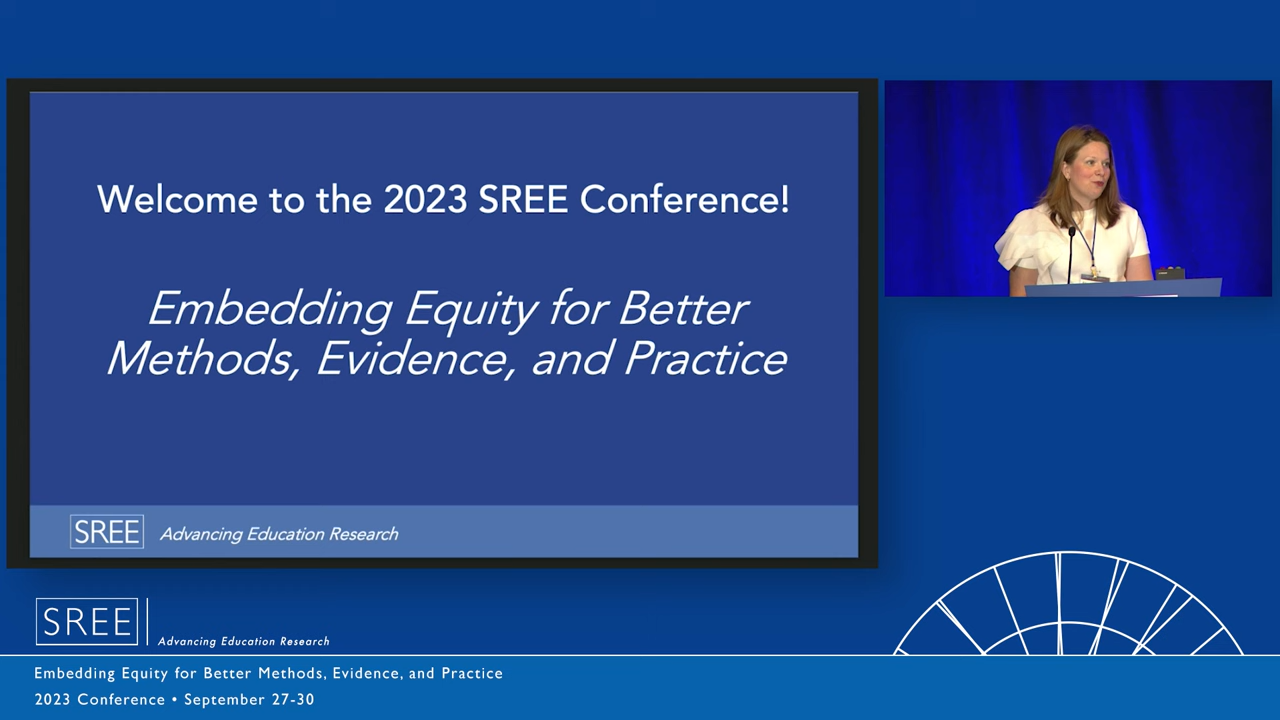 Welcome to the 2023 SREE Conference!
Embedding Equity for Better
Methods, Evidence, and Practice
SREE Advancing Education Research
SREE Advancing Education Research
Embedding Equity for Better Methods, Evidence, and Practice
2023 Conference • September 27-30